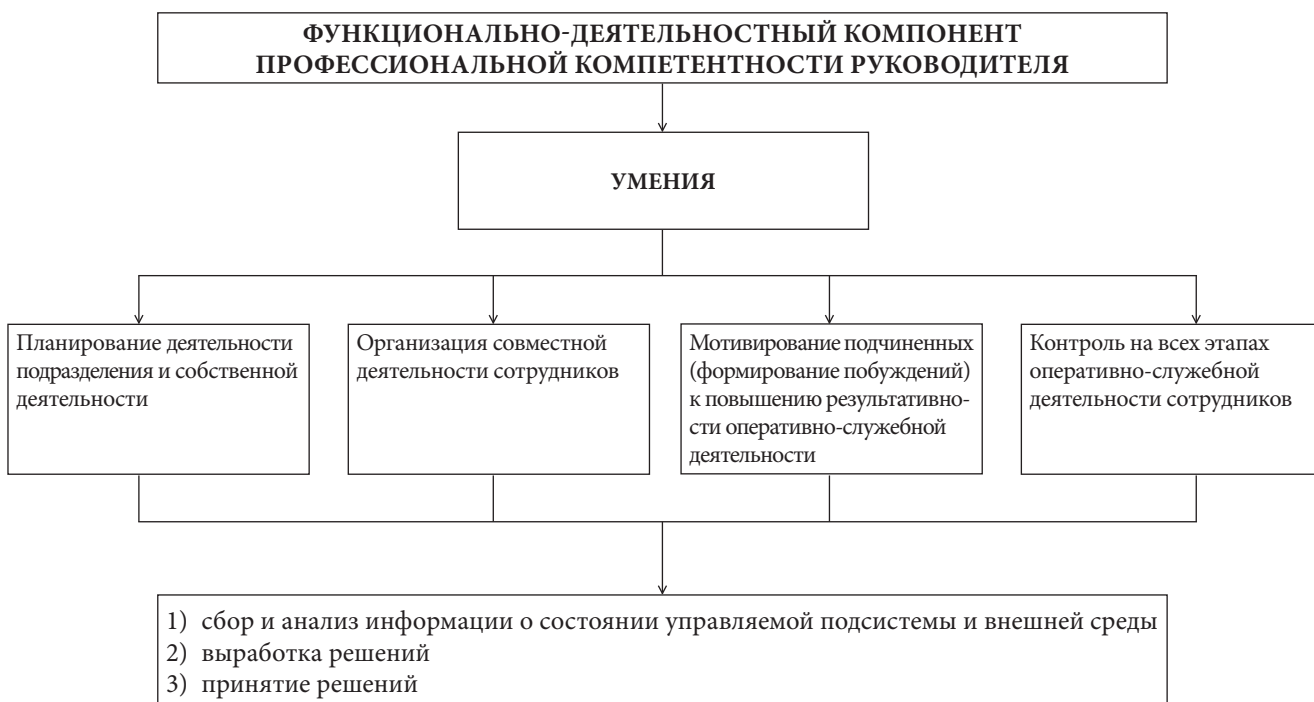 ФУНКЦИОНАЛЬНО-ДЕЯТЕЛЬНОСТНЫЙ КОМПОНЕНТ
ПРОФЕССИОНАЛЬНОЙ КОМПЕТЕНТНОСТИ РУКОВОДИТЕЛЯ
УМЕНИЯ
Планирование деятельности
подразделения и собственной
деятельности
Организация совместной
деятельности сотрудников
Мотивирование подчиненных
(формирование побуждений)
к повышению результативно-
сти оперативно-служебной
деятельности
Контроль на всех этапах
оперативно-служебной
деятельности сотрудников
1) сбор и анализ информации о состоянии управляемой подсистемы и внешней среды
2) выработка решений
3) принятие решений